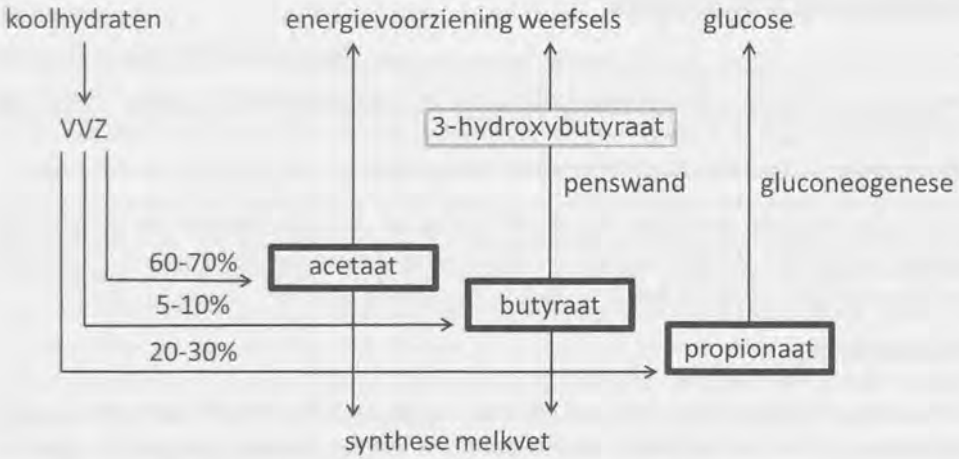 koolhydraten energievoorziening weefsels glucose
VVZ
3-hydroxybutyraat
penswand gluconeogenese
60-70% acetaat
5-10% butyraat
20-30% propionaat
synthese melkvet